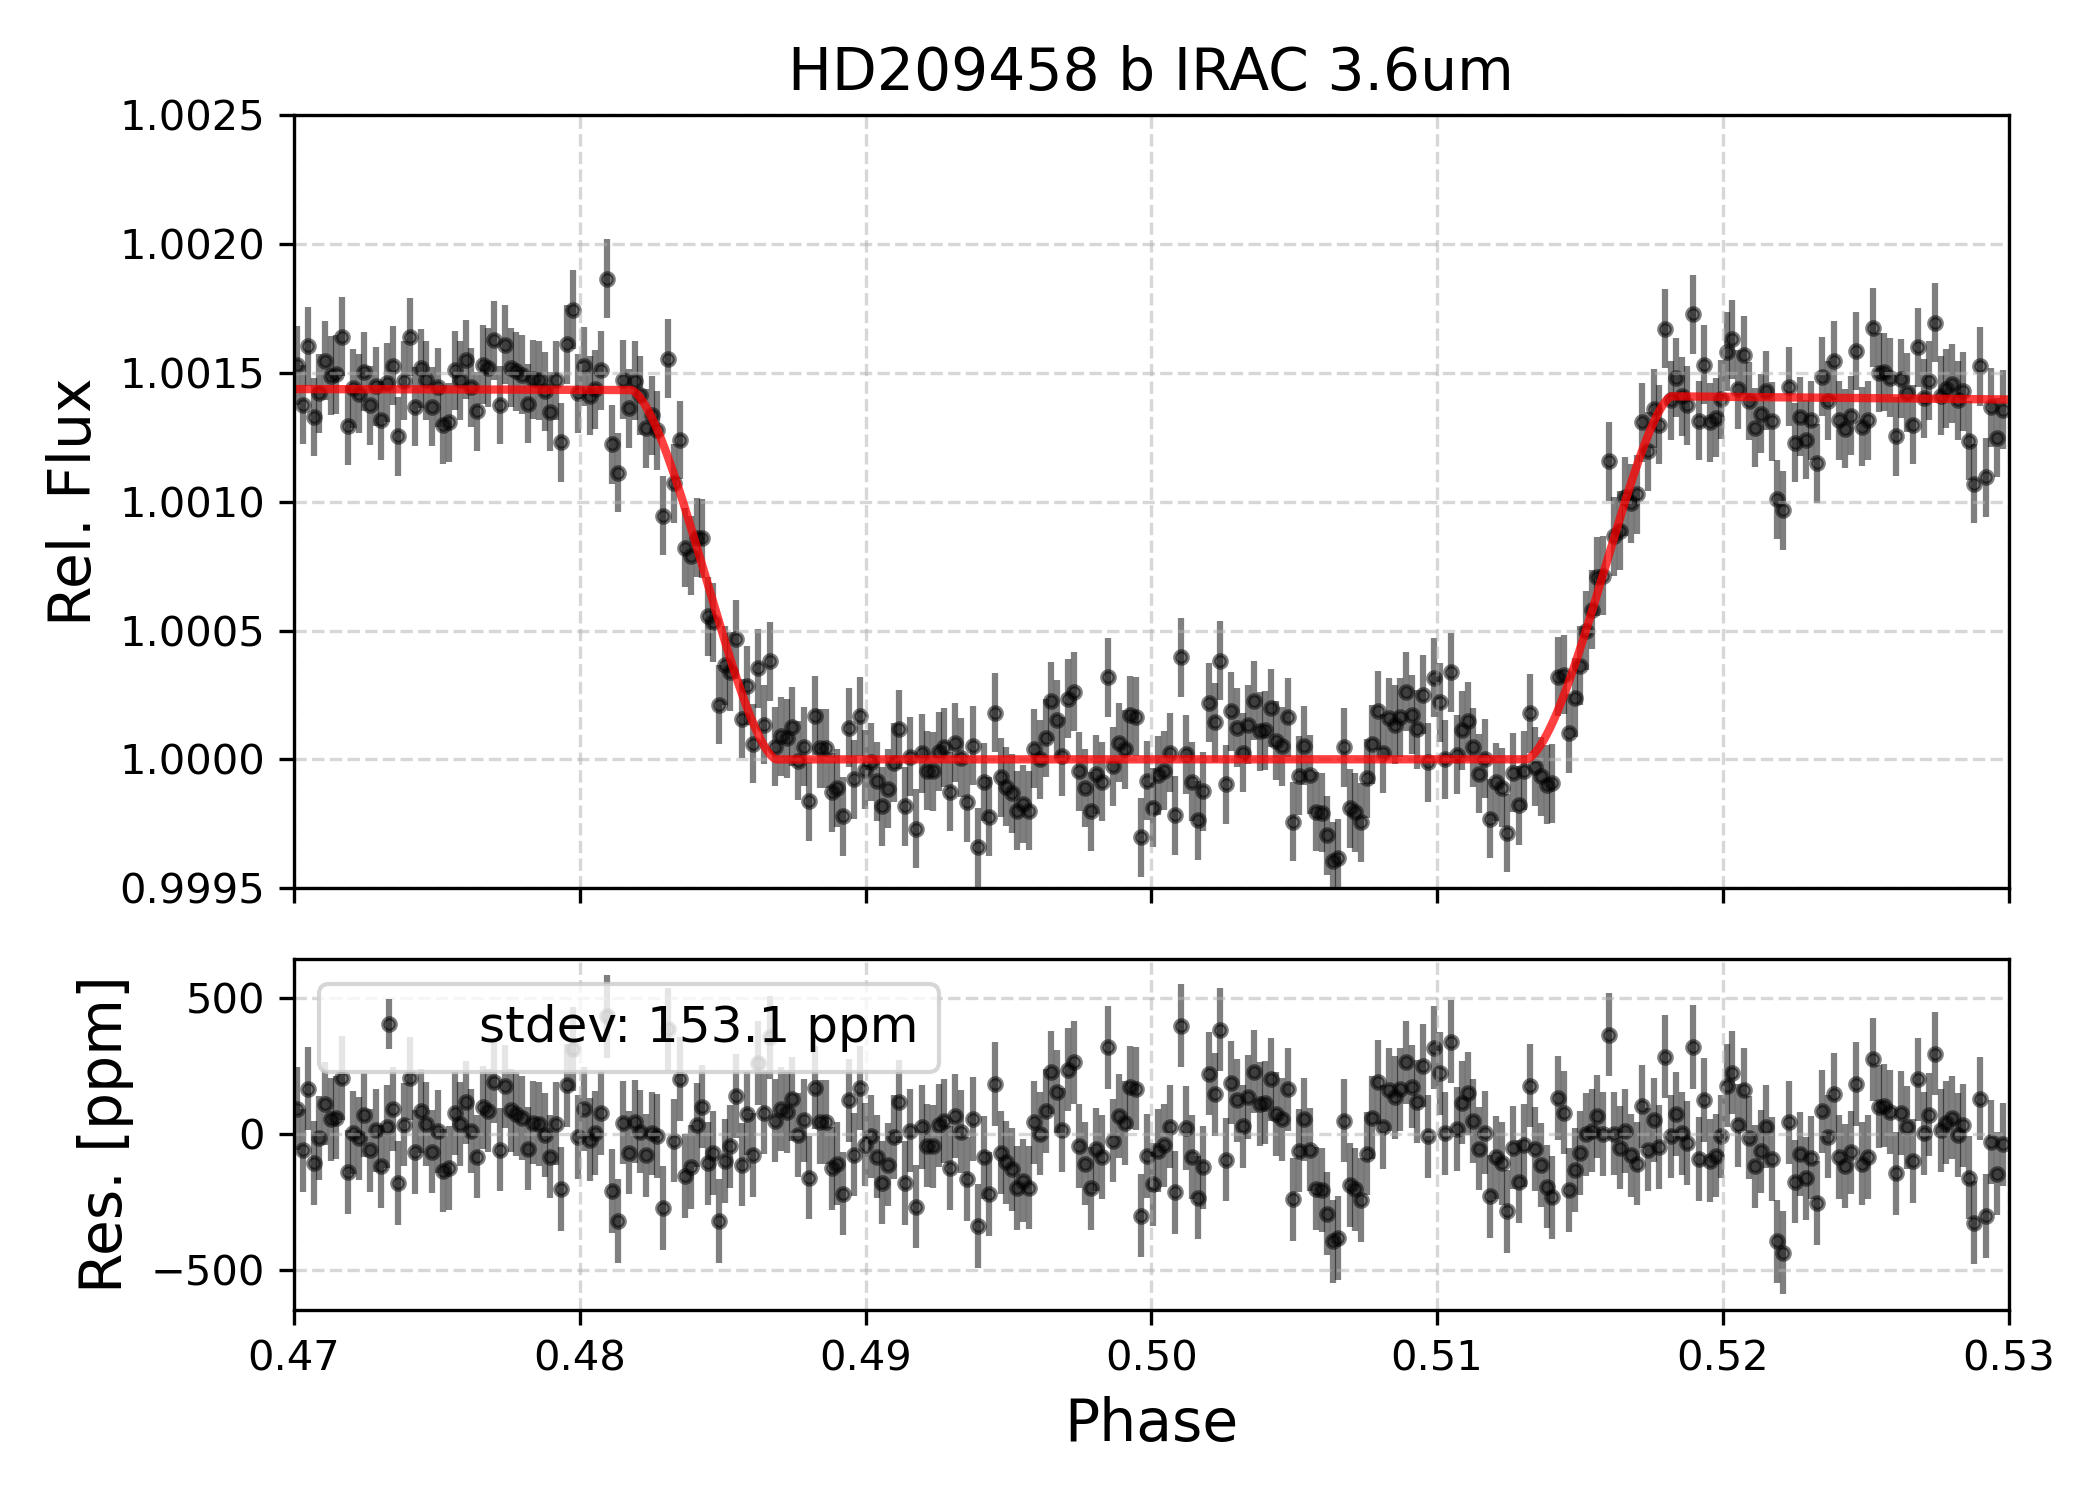 HD209458 b IRAC 3.6um
Rel. Flux
1.0025
1.0020
1.0015
1.0010
1.0005
1.0000
0.9995
Res. [ppm]
500
0
−500
stdev: 153.1 ppm
0.47 0.48 0.49 0.50 0.51 0.52 0.53
Phase